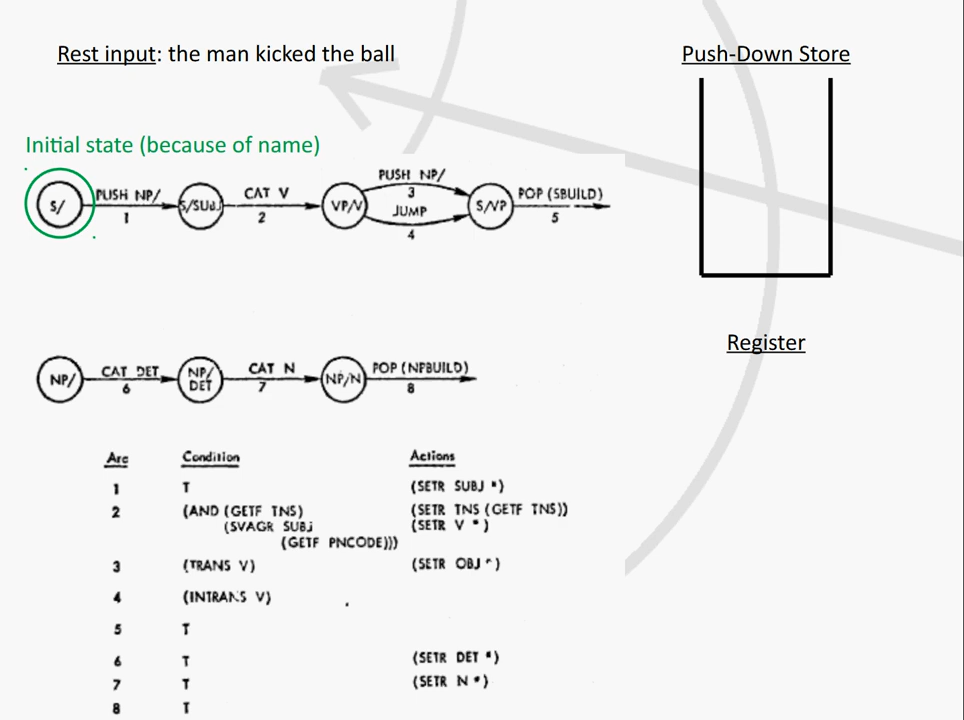 Rest input: the man kicked the ball
Push-Down Store
Initial state (because of name)
S/
PUSH NP/
1
S/SUBJ
CAT V
2
VP/V
PUSH NP/
3
JUMP
4
S/VP
POP (SBUILD)
5
Register
NP/
CAT DET
6
NP/
DET
CAT N
7
NP/N
POP (NPBUILD)
8
Arc Condition Actions
1 T (SETR SUBJ *)
2 (AND (GETF TNS) (SETR TNS (GETF TNS))
(SVAGR SUBJ (SETR V *)
(GETF PNCODE)))
3 (TRANS V) (SETR OBJ *)
4 (INTRANS V)
5 T
6 T (SETR DET *)
7 T (SETR N *)
8 T